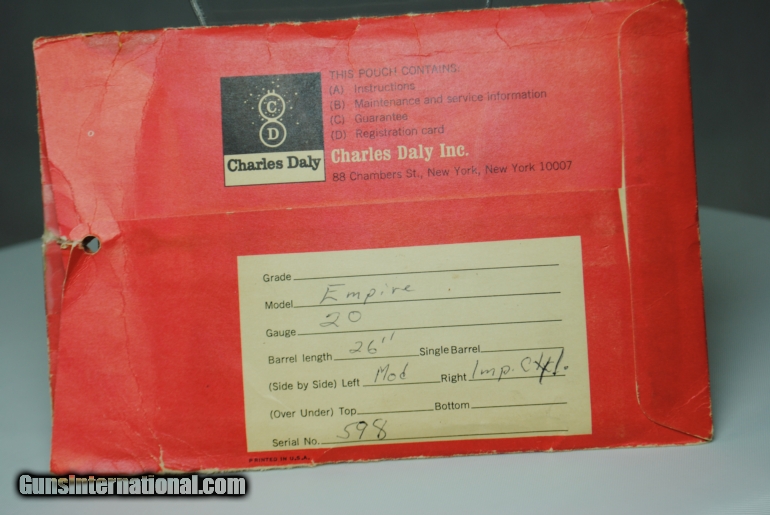 THIS POUCH CONTAINS:
(A) Instructions
(B) Maintenance and service information
(C) Guarantee
(D) Registration card
C
D
Charles Daly
Charles Daly Inc.
88 Chambers St., New York, New York 10007
Grade
Model Empire
Gauge 20
Barrel length 26" Single Barrel
(Side by Side) Left Mod Right Imp. Cyl.
(Over Under) Top Bottom
Serial No. 598
PRINTED IN U.S.A.
GunsInternational.com